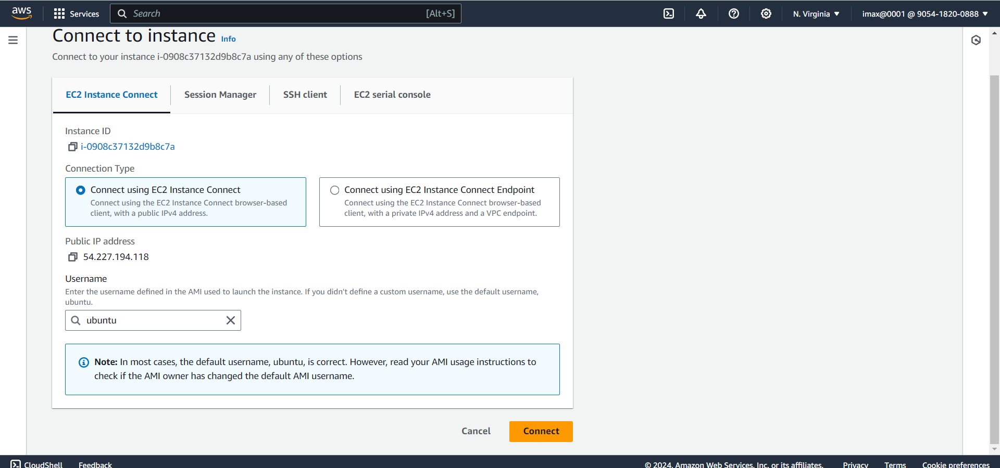 aws
Services
Search [Alt+S]
N. Virginia
imax@0001 @ 9054-1820-0888
Connect to instance Info
Connect to your instance i-0908c37132d9b8c7a using any of these options
EC2 Instance Connect
Session Manager
SSH client
EC2 serial console
Instance ID
i-0908c37132d9b8c7a
Connection Type
Connect using EC2 Instance Connect
Connect using the EC2 Instance Connect browser-based
client, with a public IPv4 address.
Connect using EC2 Instance Connect Endpoint
Connect using the EC2 Instance Connect browser-based
client, with a private IPv4 address and a VPC endpoint.
Public IP address
54.227.194.118
Username
Enter the username defined in the AMI used to launch the instance. If you didn't define a custom username, use the default username,
ubuntu.
ubuntu
Note: In most cases, the default username, ubuntu, is correct. However, read your AMI usage instructions to
check if the AMI owner has changed the default AMI username.
Cancel
Connect
CloudShell
Feedback
© 2024, Amazon Web Services, Inc. or its affiliates.
Privacy
Terms
Cookie preferences